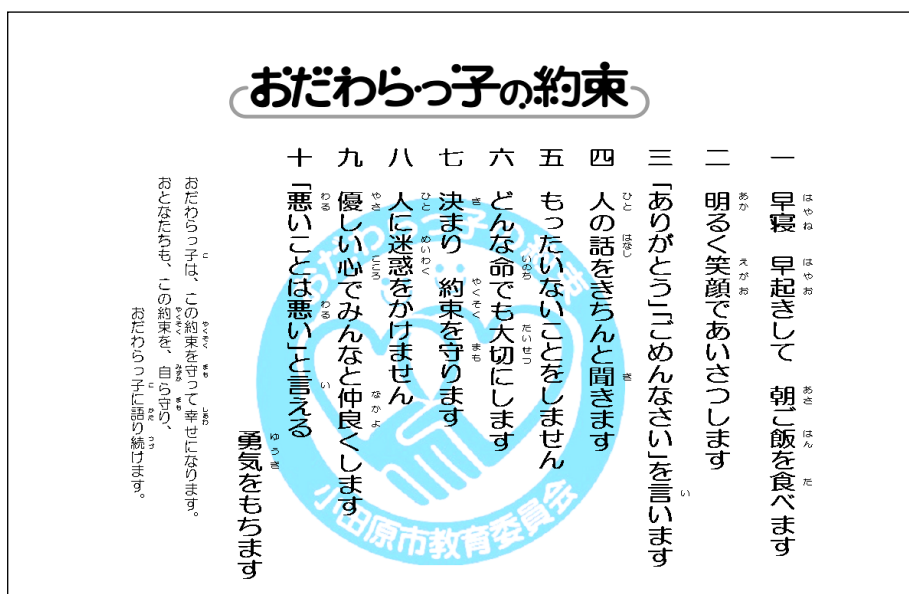 おだわらっ子の約束
一 早寝 早起きして 朝ご飯を食べます
二 明るく笑顔であいさつします
三 「ありがとう」「ごめんなさい」を言います
四 人の話をきちんと聞きます
五 もったいないことをしません
六 どんな命でも大切にします
七 決まり 約束を守ります
八 人に迷惑をかけません
九 優しい心でみんなと仲良くします
十 「悪いことは悪い」と言える
勇気をもちます
おだわらっ子は、この約束を守って幸せになります。
おとなたちも、この約束を、自ら守り、
おだわらっ子に語り続けます。
おだわらっ子の約束
小田原市教育委員会